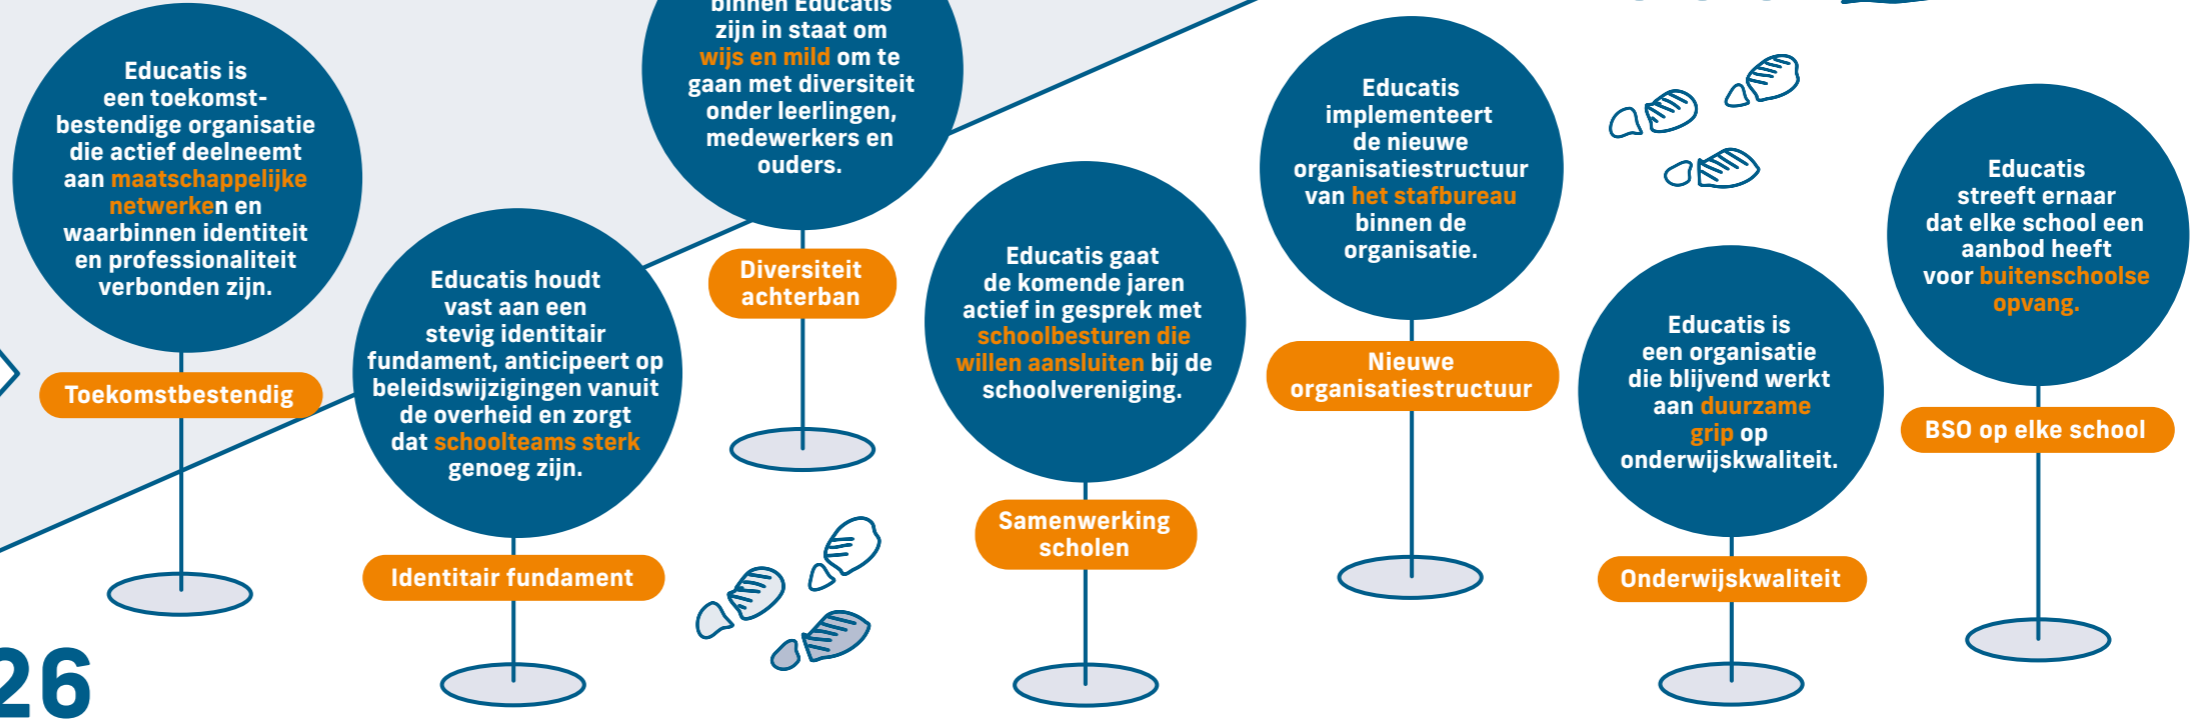 Educatis is
een toekomst-
bestendige organisatie
die actief deelneemt
aan maatschappelijke
netwerken en
waarbinnen identiteit
en professionaliteit
verbonden zijn.
Toekomstbestendig
Educatis houdt
vast aan een
stevig identitair
fundament, anticipeert op
beleidswijzigingen vanuit
de overheid en zorgt
dat schoolteams sterk
genoeg zijn.
Identitair fundament
binnen Educatis
zijn in staat om
wijs en mild om te
gaan met diversiteit
onder leerlingen,
medewerkers en
ouders.
Diversiteit
achterban
Educatis gaat
de komende jaren
actief in gesprek met
schoolbesturen die
willen aansluiten bij de
schoolvereniging.
Samenwerking
scholen
Educatis
implementeert
de nieuwe
organisatiestructuur
van het stafbureau
binnen de
organisatie.
Nieuwe
organisatiestructuur
Educatis is
een organisatie
die blijvend werkt
aan duurzame
grip op
onderwijskwaliteit.
Onderwijskwaliteit
Educatis
streeft ernaar
dat elke school een
aanbod heeft
voor buitenschoolse
opvang.
BSO op elke school
26